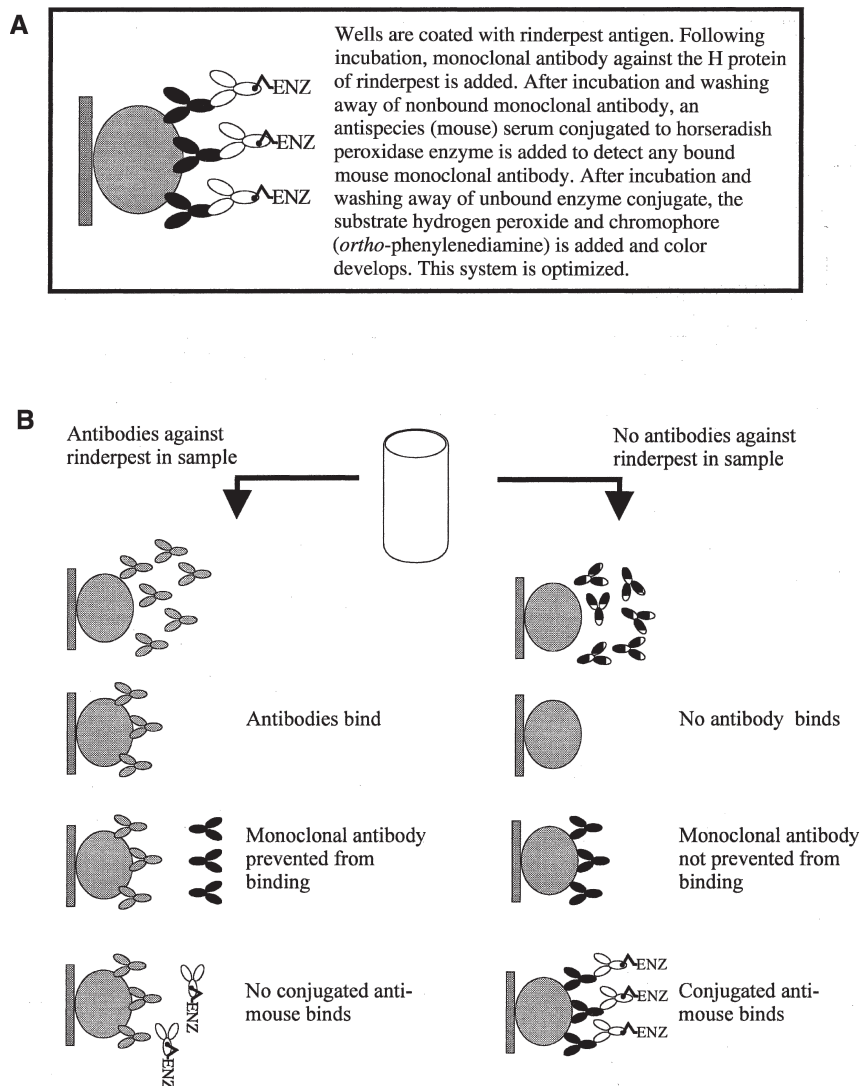 A
ENZ
ENZ
ENZ
Wells are coated with rinderpest antigen. Following
incubation, monoclonal antibody against the H protein
of rinderpest is added. After incubation and washing
away of nonbound monoclonal antibody, an
antispecies (mouse) serum conjugated to horseradish
peroxidase enzyme is added to detect any bound
mouse monoclonal antibody. After incubation and
washing away of unbound enzyme conjugate, the
substrate hydrogen peroxide and chromophore
(ortho-phenylenediamine) is added and color
develops. This system is optimized.
B
Antibodies against
rinderpest in sample
No antibodies against
rinderpest in sample
Antibodies bind
No antibody binds
Monoclonal antibody
prevented from
binding
Monoclonal antibody
not prevented from
binding
ENZ
ENZ
No conjugated anti-
mouse binds
ENZ
ENZ
ENZ
Conjugated anti-
mouse binds